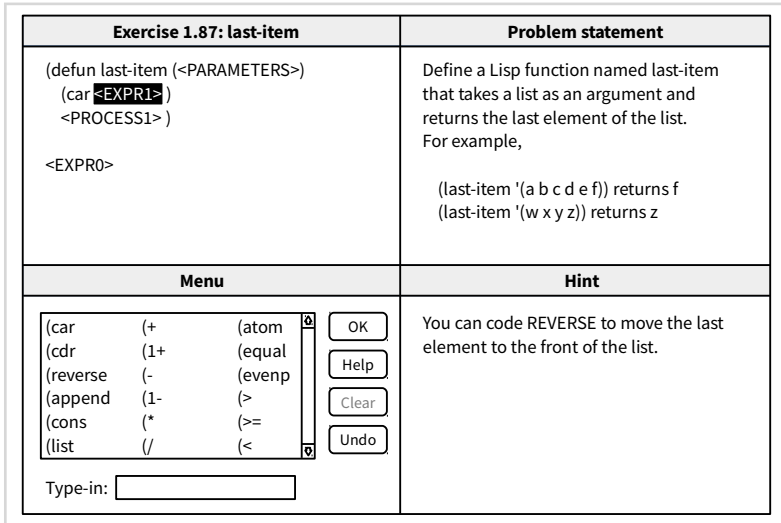 Exercise 1.87: last-item
(defun last-item (<PARAMETERS>)
(car <EXPR1> )
<PROCESS1> )
<EXPR0>
Problem statement
Define a Lisp function named last-item
that takes a list as an argument and
returns the last element of the list.
For example,
(last-item '(a b c d e f)) returns f
(last-item '(w x y z)) returns z
Menu
(car (+ (atom
(cdr (1+ (equal
(reverse (- (evenp
(append (1- (>
(cons (* (>=
(list (/ (<
OK
Help
Clear
Undo
Type-in:
Hint
You can code REVERSE to move the last
element to the front of the list.